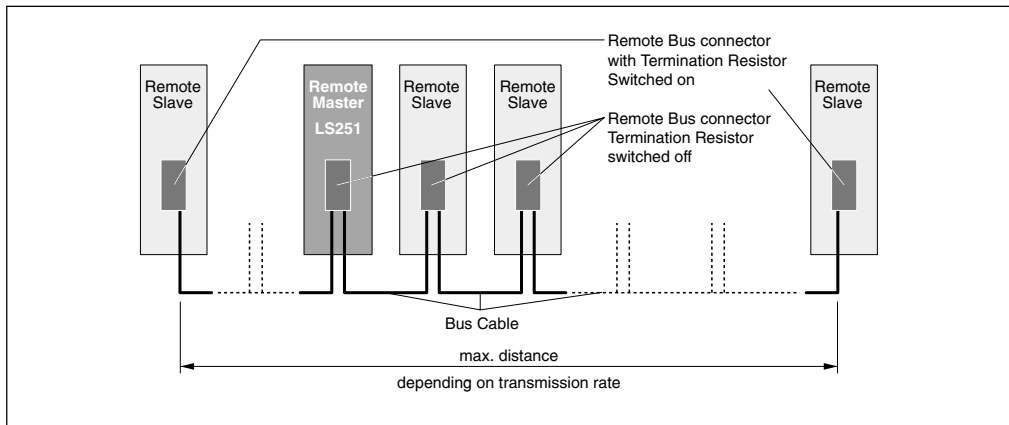 Remote Bus connector
with Termination Resistor
Switched on
Remote
Slave
Remote
Master
LS251
Remote
Slave
Remote
Slave
Remote
Slave
Remote Bus connector
Termination Resistor
switched off
Bus Cable
max. distance
depending on transmission rate